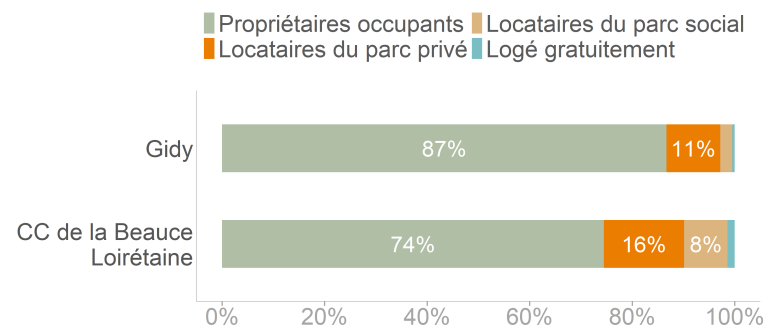 Propriétaires occupants Locataires du parc social
Locataires du parc privé Logé gratuitement
Gidy 87% 11%
CC de la Beauce
Loirétaine 74% 16% 8%
0% 20% 40% 60% 80% 100%